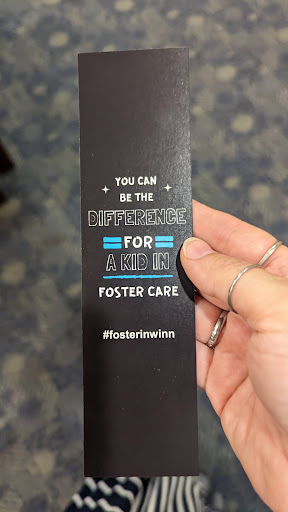 YOU CAN
BE THE
DIFFERENCE
FOR
A KID IN
FOSTER CARE
#fosterinwinn